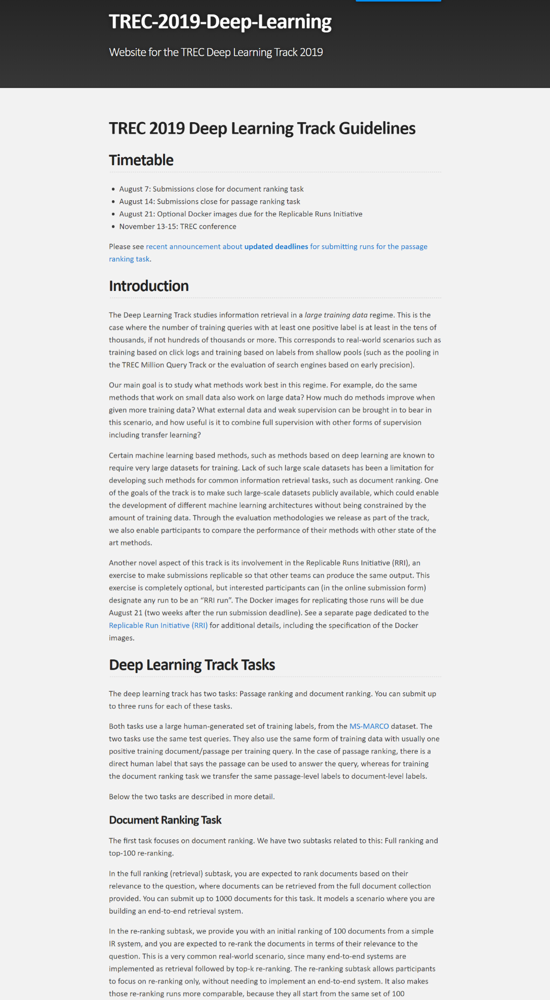 TREC-2019-Deep-Learning
Website for the TREC Deep Learning Track 2019
TREC 2019 Deep Learning Track Guidelines
Timetable
• August 7: Submissions close for document ranking task
• August 14: Submissions close for passage ranking task
• August 21: Optional Docker images due for the Replicable Runs Initiative
• November 13-15: TREC conference
Please see recent announcement about updated deadlines for submitting runs for the passage
ranking task.
Introduction
The Deep Learning Track studies information retrieval in a large training data regime. This is the
case where the number of training queries with at least one positive label is at least in the tens of
thousands, if not hundreds of thousands or more. This corresponds to real-world scenarios such as
training based on click logs and training based on labels from shallow pools (such as the pooling in
the TREC Million Query Track or the evaluation of search engines based on early precision).
Our main goal is to study what methods work best in this regime. For example, do the same
methods that work on small data also work on large data? How much do methods improve when
given more training data? What external data and weak supervision can be brought in to bear in
this scenario, and how useful is it to combine full supervision with other forms of supervision
including transfer learning?
Certain machine learning based methods, such as methods based on deep learning are known to
require very large datasets for training. Lack of such large scale datasets has been a limitation for
developing such methods for common information retrieval tasks, such as document ranking. One
of the goals of the track is to make such large-scale datasets publicly available, which could enable
the development of different machine learning architectures without being constrained by the
amount of training data. Through the evaluation methodologies we release as part of the track,
we also enable participants to compare the performance of their methods with other state of the
art methods.
Another novel aspect of this track is its involvement in the Replicable Runs Initiative (RRI), an
exercise to make submissions replicable so that other teams can produce the same output. This
exercise is completely optional, but interested participants can (in the online submission form)
designate any run to be an “RRI run”. The Docker images for replicating those runs will be due
August 21 (two weeks after the run submission deadline). See a separate page dedicated to the
Replicable Run Initiative (RRI) for additional details, including the specification of the Docker
images.
Deep Learning Track Tasks
The deep learning track has two tasks: Passage ranking and document ranking. You can submit up
to three runs for each of these tasks.
Both tasks use a large human-generated set of training labels, from the MS-MARCO dataset. The
two tasks use the same test queries. They also use the same form of training data with usually one
positive training document/passage per training query. In the case of passage ranking, there is a
direct human label that says the passage can be used to answer the query, whereas for training
the document ranking task we transfer the same passage-level labels to document-level labels.
Below the two tasks are described in more detail.
Document Ranking Task
The first task focuses on document ranking. We have two subtasks related to this: Full ranking and
top-100 re-ranking.
In the full ranking (retrieval) subtask, you are expected to rank documents based on their
relevance to the question, where documents can be retrieved from the full document collection
provided. You can submit up to 1000 documents for this task. It models a scenario where you are
building an end-to-end retrieval system.
In the re-ranking subtask, we provide you with an initial ranking of 100 documents from a simple
IR system, and you are expected to re-rank the documents in terms of their relevance to the
question. This is a very common real-world scenario, since many end-to-end systems are
implemented as retrieval followed by top-k re-ranking. The re-ranking subtask allows participants
to focus on re-ranking only, without needing to implement an end-to-end system. It also makes
those re-ranking runs more comparable, because they all start from the same set of 100